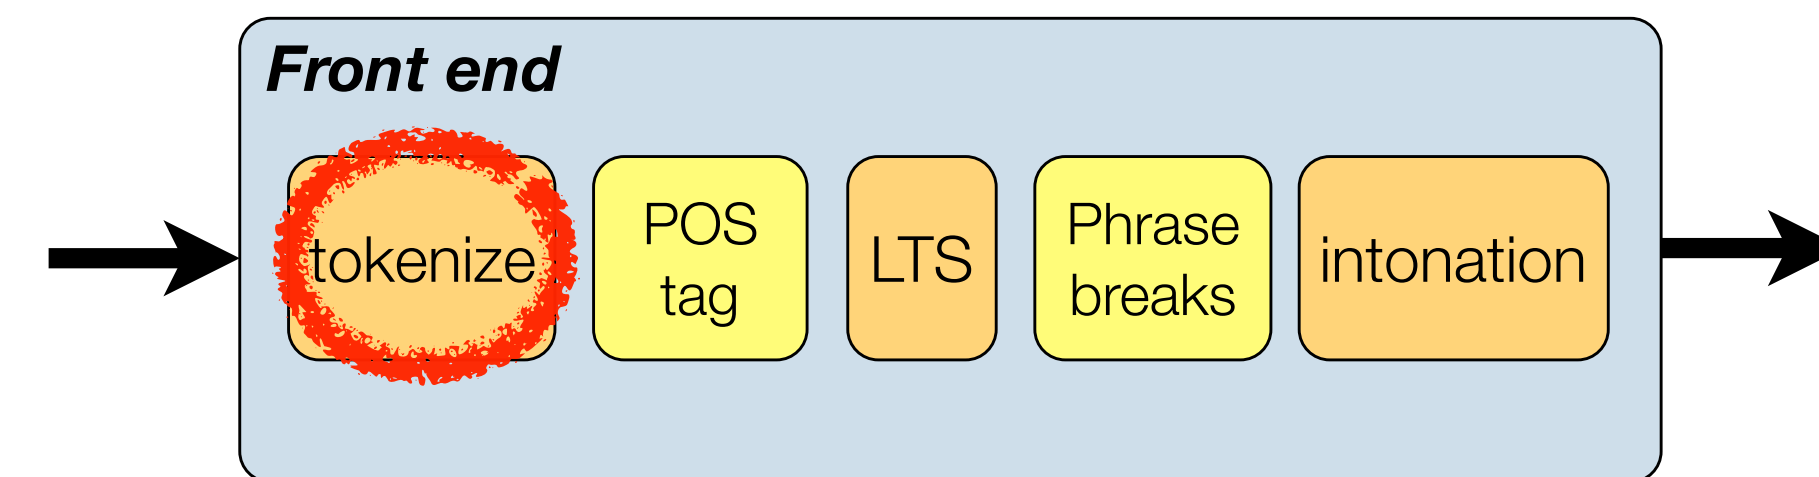 Front end
tokenize
POS
tag
LTS
Phrase
breaks
intonation